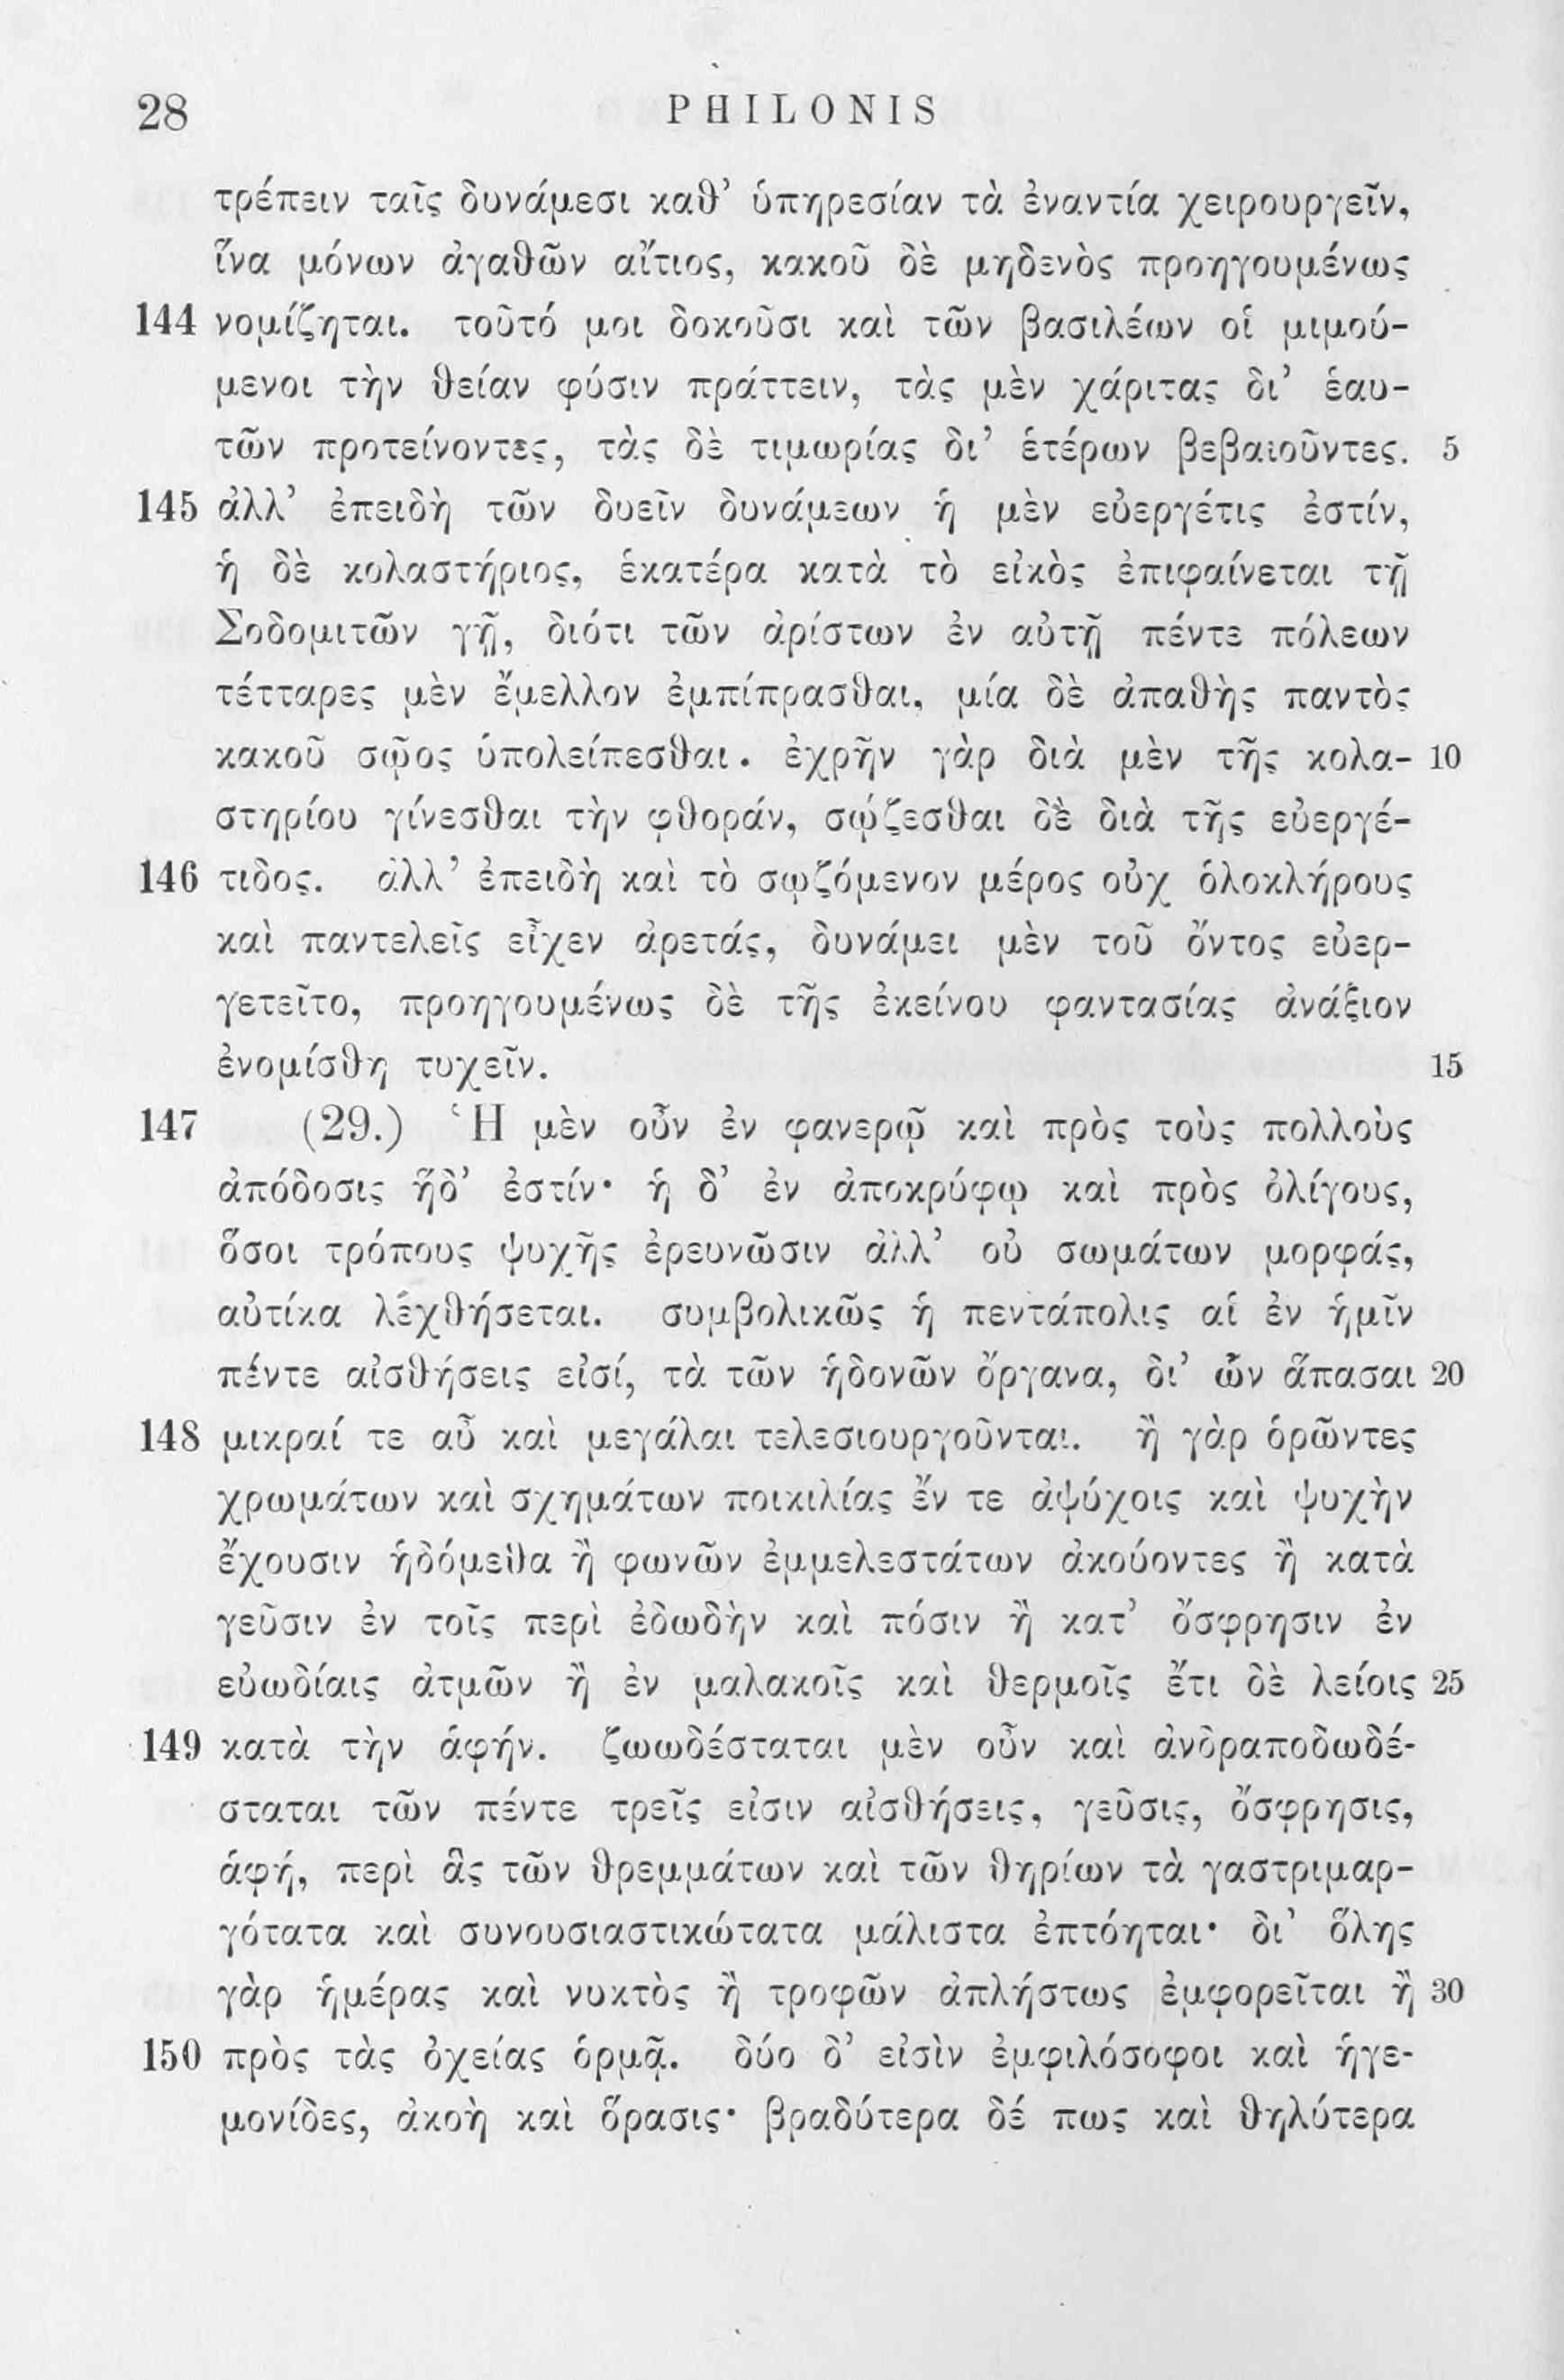 28 PHILONIS
τρέπειν ταῖς δυνάμεσι καθ’ ὑπηρεσίαν τὰ ἐναντία χειρουργεῖν,
ἵνα μόνων ἀγαθῶν αἴτιος, κακοῦ δὲ μηδενὸς προηγουμένως
144 νομίζηται. τοῦτό μοι δοκοῦσι καὶ τῶν βασιλέων οἱ μιμού-
μενοι τὴν θείαν φύσιν πράττειν, τὰς μὲν χάριτας δι’ ἑαυ-
τῶν προτείνοντες, τὰς δὲ τιμωρίας δι’ ἑτέρων βεβαιοῦντες. 5
145 ἀλλ’ ἐπειδὴ τῶν δυεῖν δυνάμεων ἡ μὲν εὐεργέτις ἐστίν,
ἡ δὲ κολαστήριος, ἑκατέρα κατὰ τὸ εἰκὸς ἐπιφαίνεται τῇ
Σοδομιτῶν γῇ, διότι τῶν ἀρίστων ἐν αὐτῇ πέντε πόλεων
τέτταρες μὲν ἔμελλον ἐμπίπρασθαι, μία δὲ ἀπαθὴς παντὸς
κακοῦ σῷος ὑπολείπεσθαι. ἐχρῆν γὰρ διὰ μὲν τῆς κολα- 10
στηρίου γίνεσθαι τὴν φθοράν, σῴζεσθαι δὲ διὰ τῆς εὐεργέ-
146 τιδος. ἀλλ’ ἐπειδὴ καὶ τὸ σῳζόμενον μέρος οὐχ ὁλοκλήρους
καὶ παντελεῖς εἶχεν ἀρετάς, δυνάμει μὲν τοῦ ὄντος εὐερ-
γετεῖτο, προηγουμένως δὲ τῆς ἐκείνου φαντασίας ἀνάξιον
ἐνομίσθη τυχεῖν. 15
147 (29.) Ἡ μὲν οὖν ἐν φανερῷ καὶ πρὸς τοὺς πολλοὺς
ἀπόδοσις ἥδ’ ἐστίν· ἡ δ’ ἐν ἀποκρύφῳ καὶ πρὸς ὀλίγους,
ὅσοι τρόπους ψυχῆς ἐρευνῶσιν ἀλλ’ οὐ σωμάτων μορφάς,
αὐτίκα λεχθήσεται. συμβολικῶς ἡ πεντάπολις αἱ ἐν ἡμῖν
πέντε αἰσθήσεις εἰσί, τὰ τῶν ἡδονῶν ὄργανα, δι’ ὧν ἅπασαι 20
148 μικραί τε αὖ καὶ μεγάλαι τελεσιουργοῦνται. ἢ γὰρ ὁρῶντες
χρωμάτων καὶ σχημάτων ποικιλίας ἔν τε ἀψύχοις καὶ ψυχὴν
ἔχουσιν ἡδόμεθα ἢ φωνῶν ἐμμελεστάτων ἀκούοντες ἢ κατὰ
γεῦσιν ἐν τοῖς περὶ ἐδωδὴν καὶ πόσιν ἢ κατ’ ὄσφρησιν ἐν
εὐωδίαις ἀτμῶν ἢ ἐν μαλακοῖς καὶ θερμοῖς ἔτι δὲ λείοις 25
149 κατὰ τὴν ἁφήν. ζωωδέσταται μὲν οὖν καὶ ἀνδραποδωδέ-
σταται τῶν πέντε τρεῖς εἰσιν αἰσθήσεις, γεῦσις, ὄσφρησις,
ἁφή, περὶ ἃς τῶν θρεμμάτων καὶ τῶν θηρίων τὰ γαστριμαρ-
γότατα καὶ συνουσιαστικώτατα μάλιστα ἐπτόηται· δι’ ὅλης
γὰρ ἡμέρας καὶ νυκτὸς ἢ τροφῶν ἀπλήστως ἐμφορεῖται ἢ 30
150 πρὸς τὰς ὀχείας ὁρμᾷ. δύο δ’ εἰσὶν ἐμφιλόσοφοι καὶ ἡγε-
μονίδες, ἀκοὴ καὶ ὅρασις· βραδύτερα δέ πως καὶ θηλύτερα